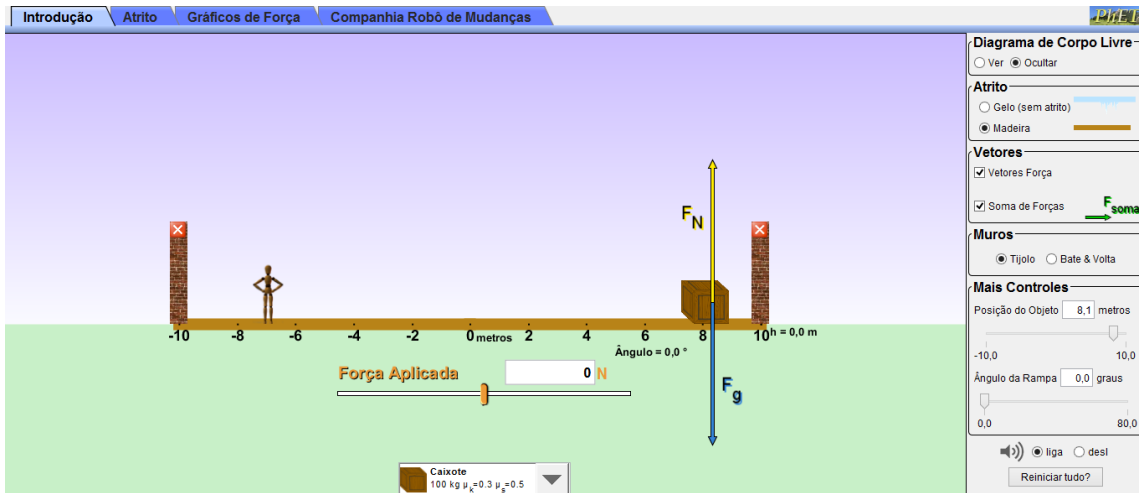 Introdução Atrito Gráficos de Força Companhia Robô de Mudanças
PhET
Diagrama de Corpo Livre
Ver Ocultar
Atrito
Gelo (sem atrito)
Madeira
Vetores
Vetores Força
Soma de Forças F soma
Muros
Tijolo Bate & Volta
Mais Controles
Posição do Objeto 8,1 metros
-10,0 10,0
Ângulo da Rampa 0,0 graus
0,0 80,0
liga desl
Reiniciar tudo?
F N
-10 -8 -6 -4 -2 0 metros 2 4 6 8 10 h = 0,0 m
Ângulo = 0,0 °
Força Aplicada 0 N
F g
Caixote
100 kg μk=0.3 μs=0.5